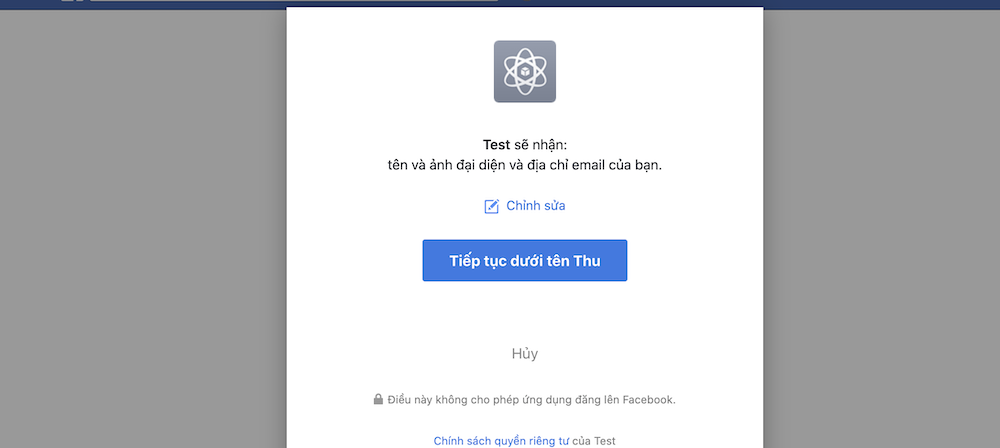 Test sẽ nhận:
tên và ảnh đại diện và địa chỉ email của bạn.
Chỉnh sửa
Tiếp tục dưới tên Thu
Hủy
Điều này không cho phép ứng dụng đăng lên Facebook.
Chính sách quyền riêng tư của Test